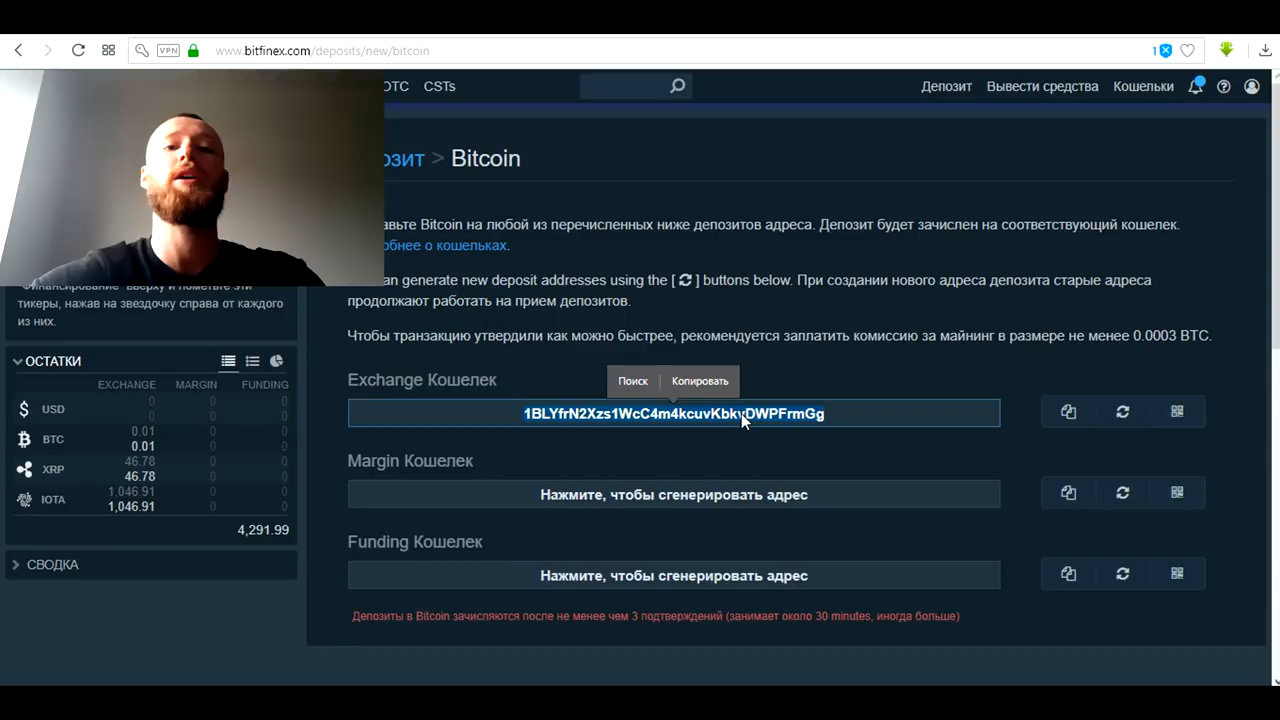 VPN
www.bitfinex.com/deposits/new/bitcoin
1
OTC CSTs
Депозит Вывести средства Кошельки
> Bitcoin
Bitcoin на любой из перечисленных ниже депозитов адреса. Депозит будет зачислен на соответствующий кошелек.
о кошельках.
generate new deposit addresses using the [ ] buttons below. При создании нового адреса депозита старые адреса
продолжают работать на прием депозитов.
Чтобы транзакцию утвердили как можно быстрее, рекомендуется заплатить комиссию за майнинг в размере не менее 0.0003 BTC.
тикеры, нажав на звездочку справа от каждого
из них.
ОСТАТКИ
EXCHANGE MARGIN FUNDING
$ USD 0 0 0
0 0 0
BTC 0.01 0 0
0.01 0 0
XRP 46.78 0 0
46.78 0 0
IOTA 1,046.91 0 0
1,046.91 0 0
4,291.99
СВОДКА
Exchange Кошелек
Поиск Копировать
Margin Кошелек
Нажмите, чтобы сгенерировать адрес
Funding Кошелек
Нажмите, чтобы сгенерировать адрес
Депозиты в Bitcoin зачисляются после не менее чем 3 подтверждений (занимает около 30 minutes, иногда больше)